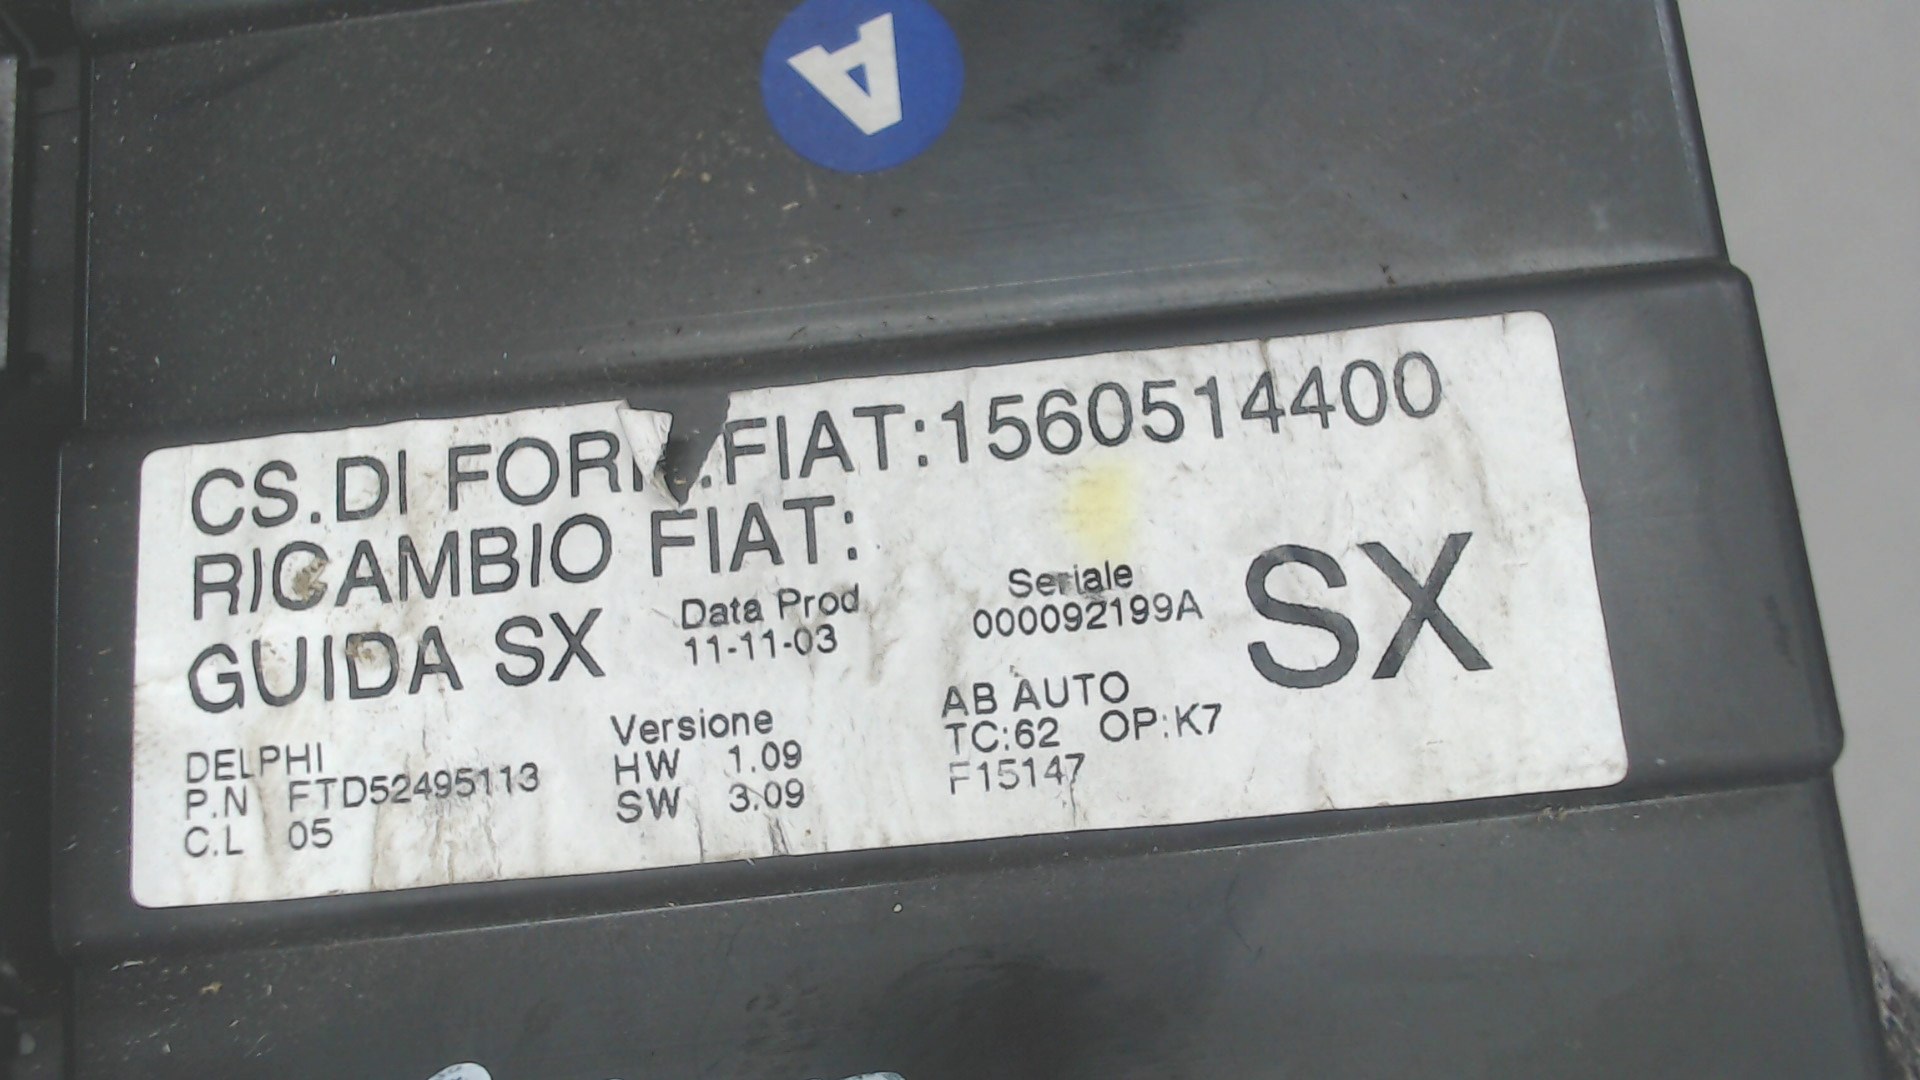 A
CS.DI FORN.FIAT:1560514400
RICAMBIO FIAT:
GUIDA SX
Data Prod
11-11-03
Seriale
000092199A
SX
DELPHI
P.N FTD52495113
C.L 05
Versione
HW 1.09
SW 3.09
AB AUTO
TC:62 OP:K7
F15147